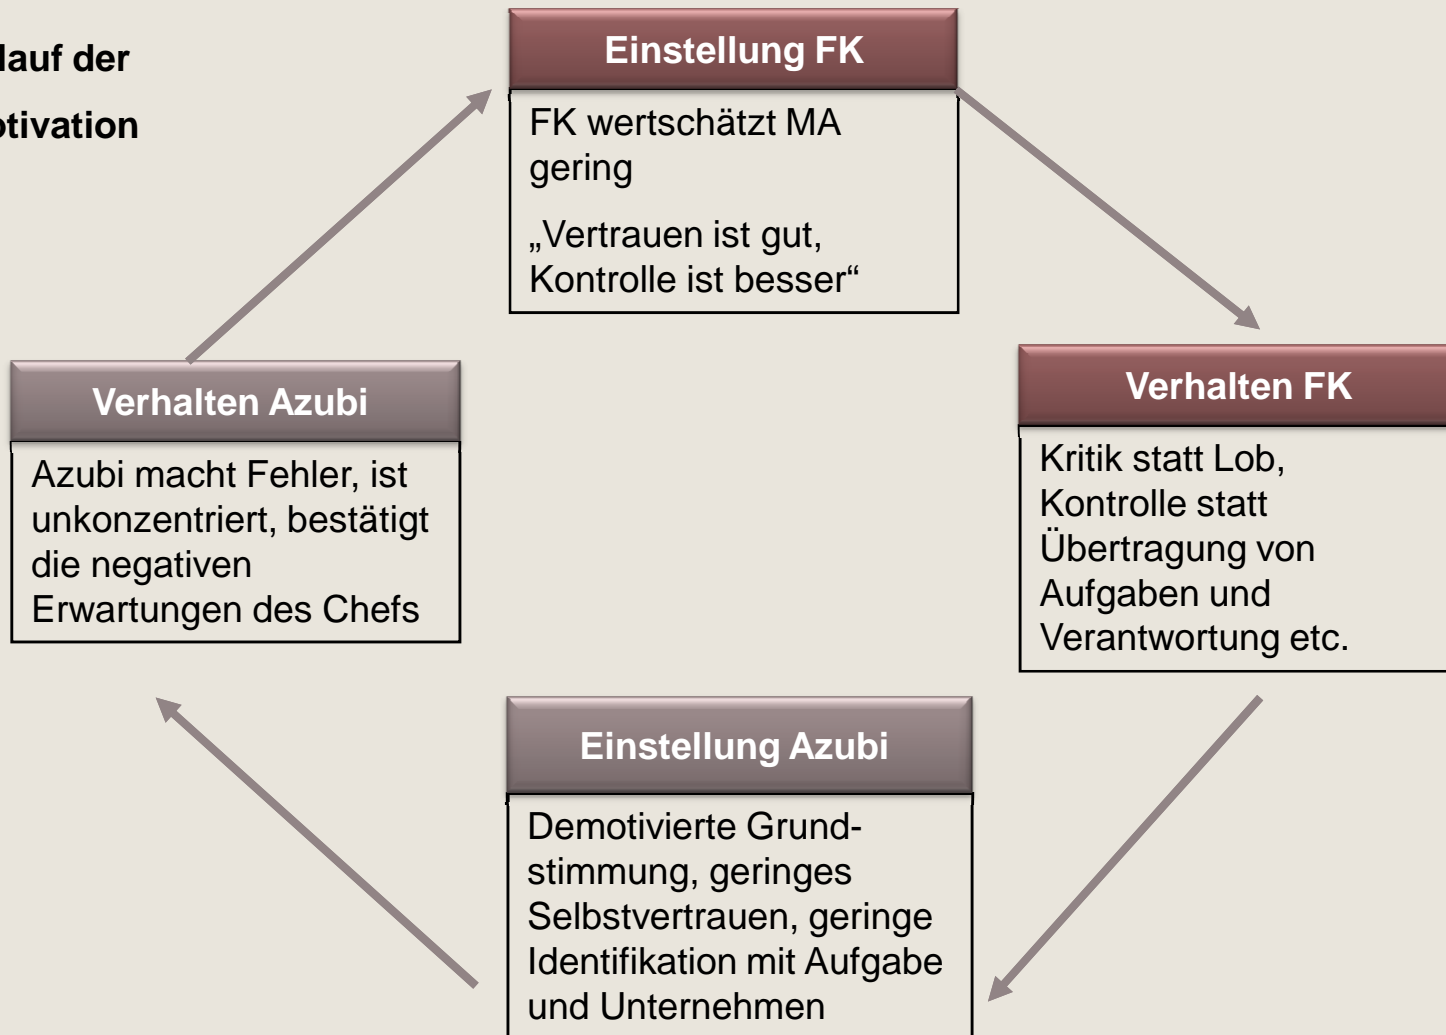 lauf der
otivation
Einstellung FK
FK wertschätzt MA
gering
„Vertrauen ist gut,
Kontrolle ist besser“
Verhalten FK
Kritik statt Lob,
Kontrolle statt
Übertragung von
Aufgaben und
Verantwortung etc.
Einstellung Azubi
Demotivierte Grund-
stimmung, geringes
Selbstvertrauen, geringe
Identifikation mit Aufgabe
und Unternehmen
Verhalten Azubi
Azubi macht Fehler, ist
unkonzentriert, bestätigt
die negativen
Erwartungen des Chefs